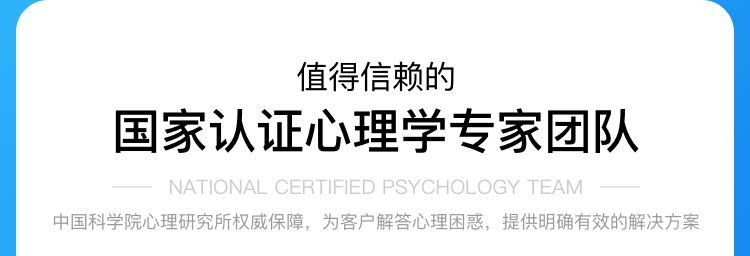 值得信赖的
国家认证心理学专家团队
NATIONAL CERTIFIED PSYCHOLOGY TEAM
中国科学院心理研究所权威保障，为客户解答心理困惑，提供明确有效的解决方案